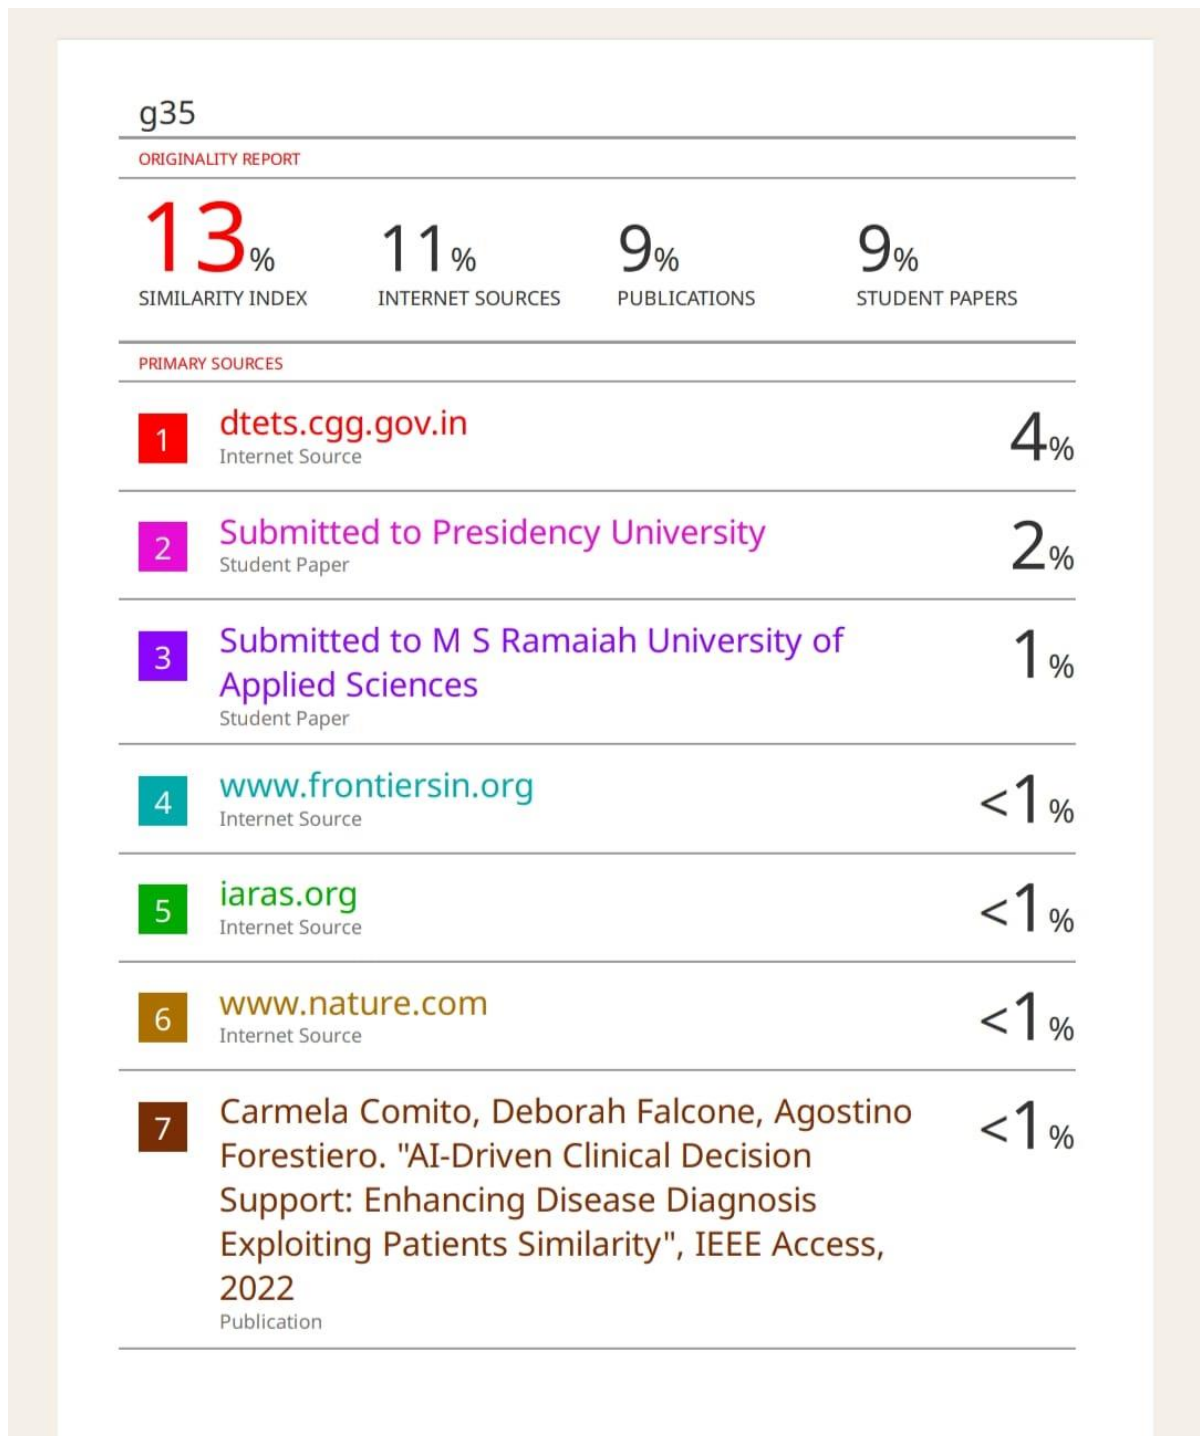 g35
ORIGINALITY REPORT
13% 11% 9% 9%
SIMILARITY INDEX INTERNET SOURCES PUBLICATIONS STUDENT PAPERS
PRIMARY SOURCES
1 dtets.cgg.gov.in 4%
Internet Source
2 Submitted to Presidency University 2%
Student Paper
3 Submitted to M S Ramaiah University of 1%
Applied Sciences
Student Paper
4 www.frontiersin.org <1%
Internet Source
5 iaras.org <1%
Internet Source
6 www.nature.com <1%
Internet Source
7 Carmela Comito, Deborah Falcone, Agostino <1%
Forestiero. "AI-Driven Clinical Decision
Support: Enhancing Disease Diagnosis
Exploiting Patients Similarity", IEEE Access,
2022
Publication